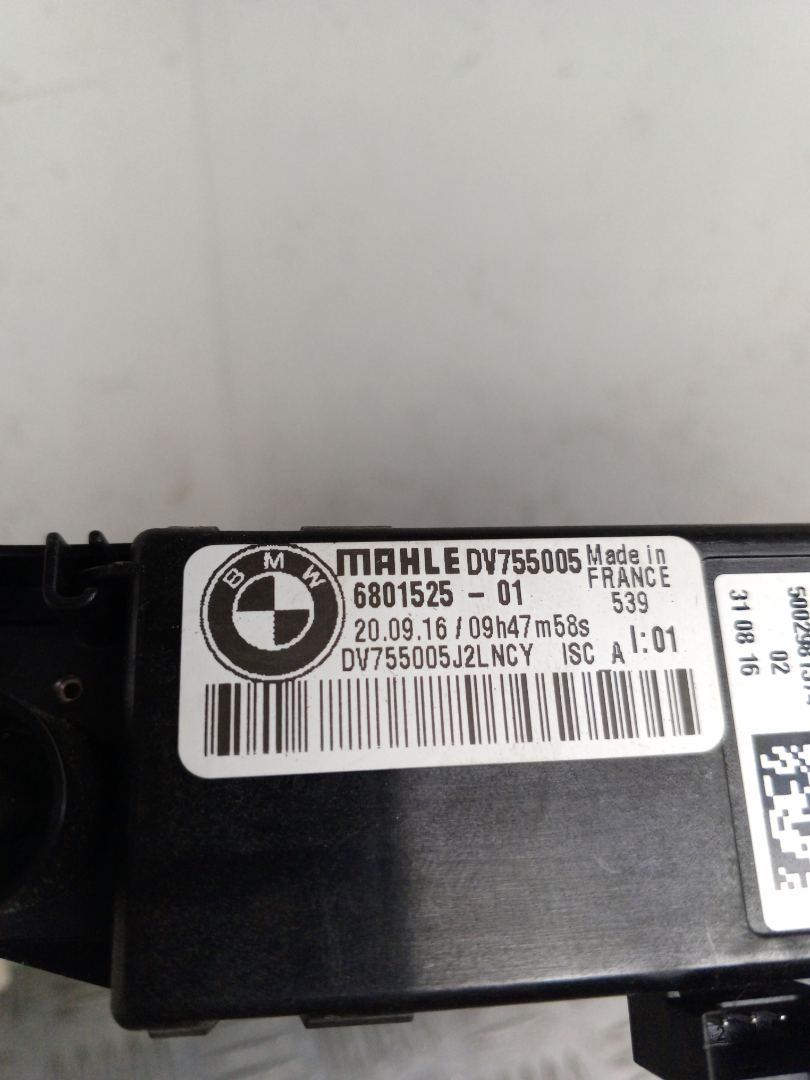 BMW
MAHLE DV755005 Made in FRANCE
6801525 - 01 539
20.09.16 / 09h47m58s
DV755005J2LNCY ISC A I:01
02
31 08 16